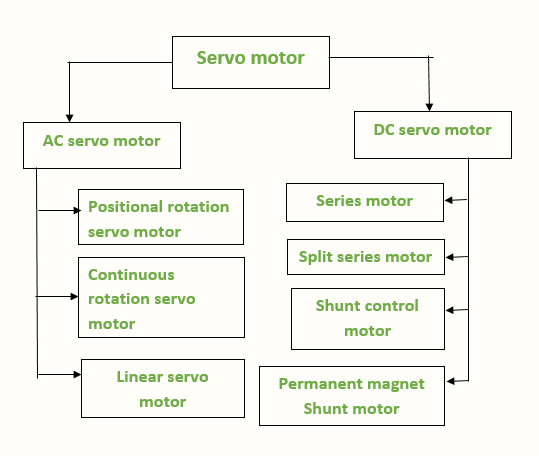 Servo motor
AC servo motor
Positional rotation
servo motor
Continuous
rotation servo
motor
Linear servo
motor
DC servo motor
Series motor
Split series motor
Shunt control
motor
Permanent magnet
Shunt motor